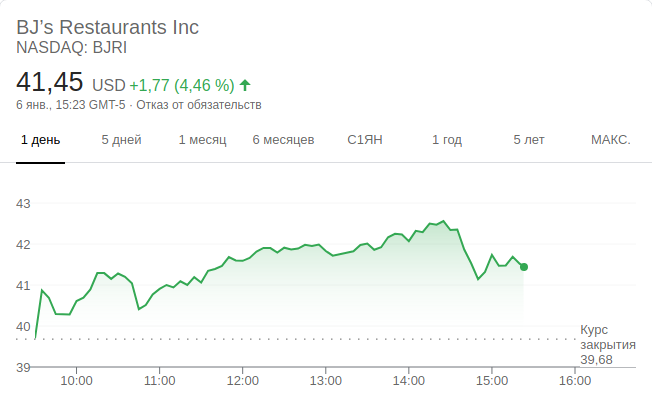 BJ’s Restaurants Inc
NASDAQ: BJRI
41,45 USD +1,77 (4,46 %)
6 янв., 15:23 GMT-5 · Отказ от обязательств
1 день 5 дней 1 месяц 6 месяцев С1ЯН 1 год 5 лет МАКС.
43
42
41
40
39
Курс
закрытия
39,68
10:00 11:00 12:00 13:00 14:00 15:00 16:00